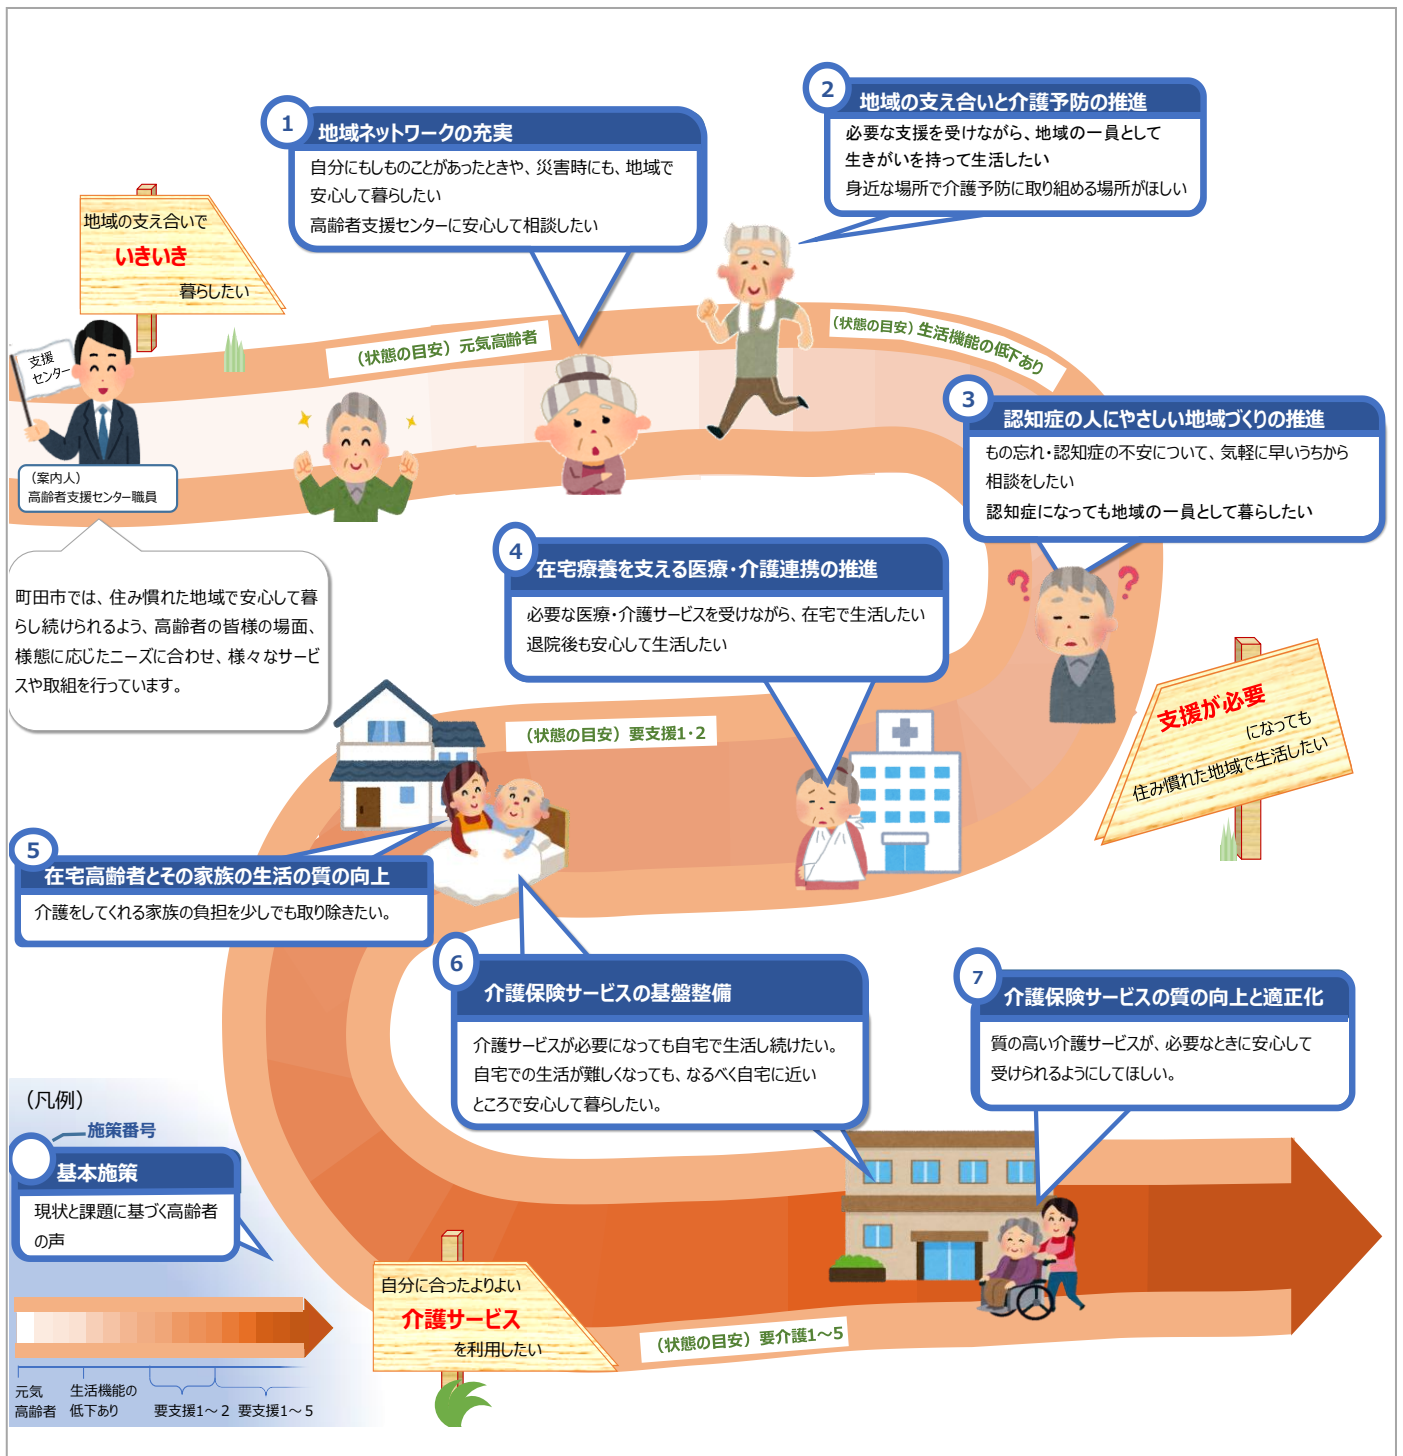 1
地域ネットワークの充実
自分にもしものことがあったときや、災害時にも、地域で
安心して暮らしたい
高齢者支援センターに安心して相談したい
2
地域の支え合いと介護予防の推進
必要な支援を受けながら、地域の一員として
生きがいを持って生活したい
身近な場所で介護予防に取り組める場所がほしい
地域の支え合いで
いきいき
暮らしたい
支援
センター
(案内人)
高齢者支援センター職員
(状態の目安)元気高齢者
(状態の目安)生活機能の低下あり
3
認知症の人にやさしい地域づくりの推進
もの忘れ・認知症の不安について、気軽に早いうちから
相談をしたい
認知症になっても地域の一員として暮らしたい
町田市では、住み慣れた地域で安心して暮
らし続けられるよう、高齢者の皆様の場面、
様態に応じたニーズに合わせ、様々なサービ
スや取組を行っています。
4
在宅療養を支える医療・介護連携の推進
必要な医療・介護サービスを受けながら、在宅で生活したい
退院後も安心して生活したい
?
?
支援が必要
になっても
住み慣れた地域で生活したい
(状態の目安)要支援1・2
5
在宅高齢者とその家族の生活の質の向上
介護をしてくれる家族の負担を少しでも取り除きたい。
6
介護保険サービスの基盤整備
介護サービスが必要になっても自宅で生活し続けたい。
自宅での生活が難しくなっても、なるべく自宅に近い
ところで安心して暮らしたい。
7
介護保険サービスの質の向上と適正化
質の高い介護サービスが、必要なときに安心して
受けられるようにしてほしい。
(凡例)
施策番号
基本施策
現状と課題に基づく高齢者
の声
元気
高齢者
生活機能の
低下あり
要支援1～2
要支援1～5
自分に合ったよりよい
介護サービス
を利用したい
(状態の目安)要介護1～5